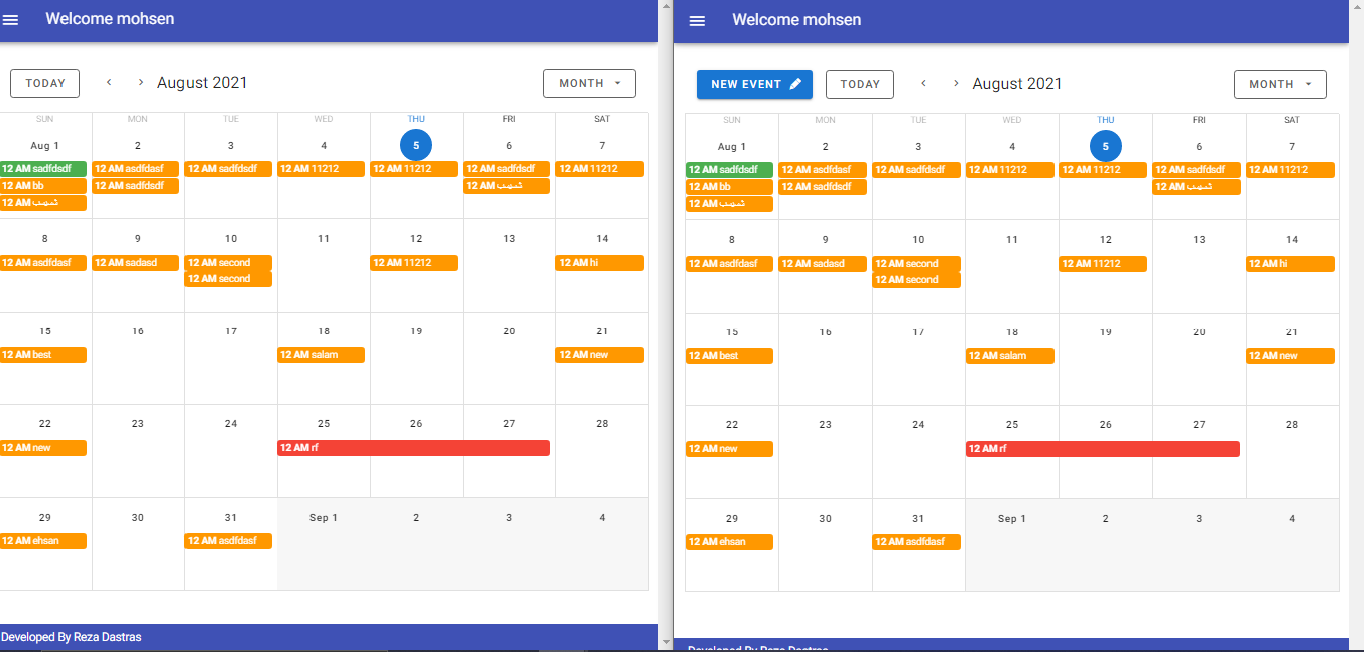 Welcome mohsen
TODAY
August 2021
MONTH
SUN MON TUE WED THU FRI SAT
Aug 1 2 3 4 5 6 7
12 AM sadfdsdf 12 AM asdfdasf 12 AM sadfdsdf 12 AM 11212 12 AM 11212 12 AM sadfdsdf 12 AM 11212
12 AM bb 12 AM sadfdsdf 12 AM
12 AM
8 9 10 11 12 13 14
12 AM asdfdasf 12 AM sadasd 12 AM second 12 AM 11212 12 AM hi
12 AM second
15 16 17 18 19 20 21
12 AM best 12 AM salam 12 AM new
22 23 24 25 26 27 28
12 AM new 12 AM rf
29 30 31 Sep 1 2 3 4
12 AM ehsan 12 AM asdfdasf
Developed By Reza Dastras
Welcome mohsen
NEW EVENT
TODAY
August 2021
MONTH
SUN MON TUE WED THU FRI SAT
Aug 1 2 3 4 5 6 7
12 AM sadfdsdf 12 AM asdfdasf 12 AM sadfdsdf 12 AM 11212 12 AM 11212 12 AM sadfdsdf 12 AM 11212
12 AM bb 12 AM sadfdsdf 12 AM
12 AM
8 9 10 11 12 13 14
12 AM asdfdasf 12 AM sadasd 12 AM second 12 AM 11212 12 AM hi
12 AM second
15 16 17 18 19 20 21
12 AM best 12 AM salam 12 AM new
22 23 24 25 26 27 28
12 AM new 12 AM rf
29 30 31 Sep 1 2 3 4
12 AM ehsan 12 AM asdfdasf
Developed By Reza Dastras